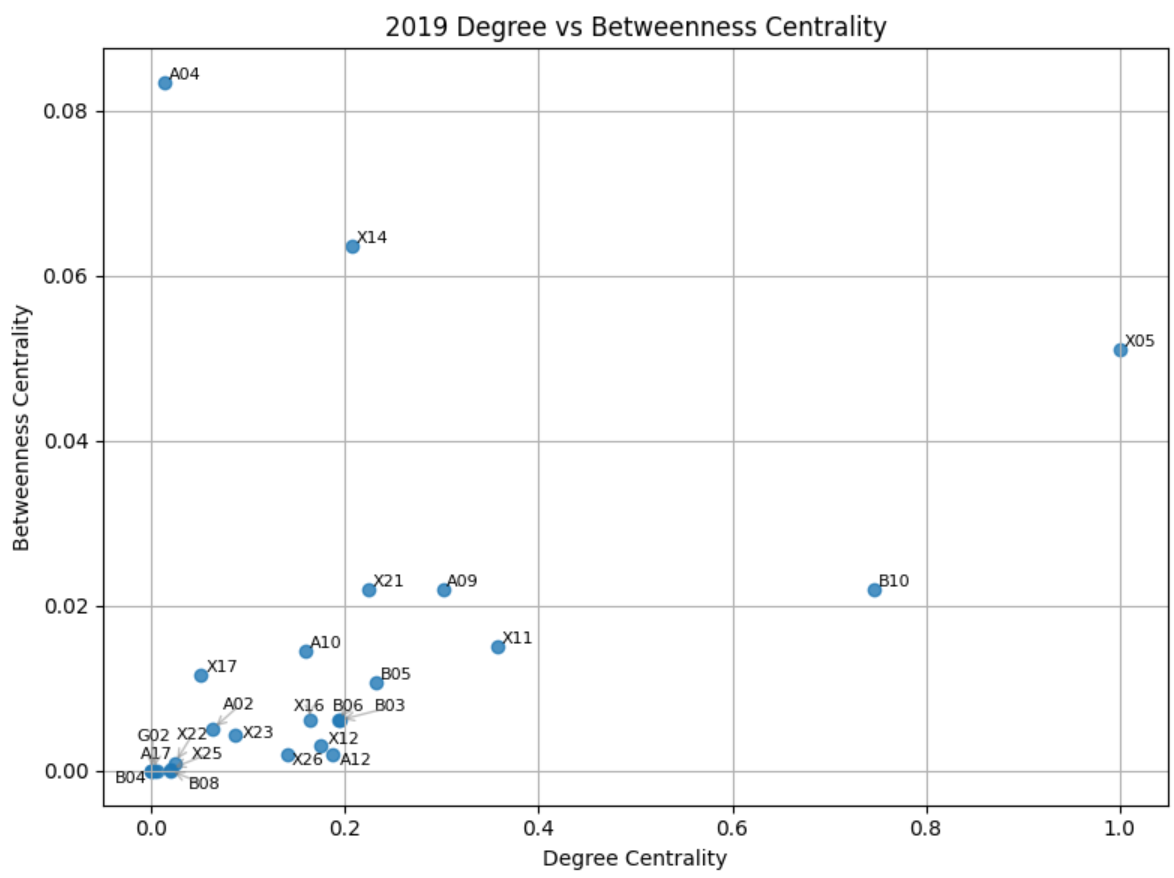 2019 Degree vs Betweenness Centrality
A04
0.08
X14
0.06
X05
Betweenness Centrality
0.04
X21 A09 B10
0.02
X11
A10
X17 B05
A02 X16 B06 B03
G02 X22 X23 X12
A17 X25 X26 A12
0.00
B04 B08
0.0 0.2 0.4 0.6 0.8 1.0
Degree Centrality